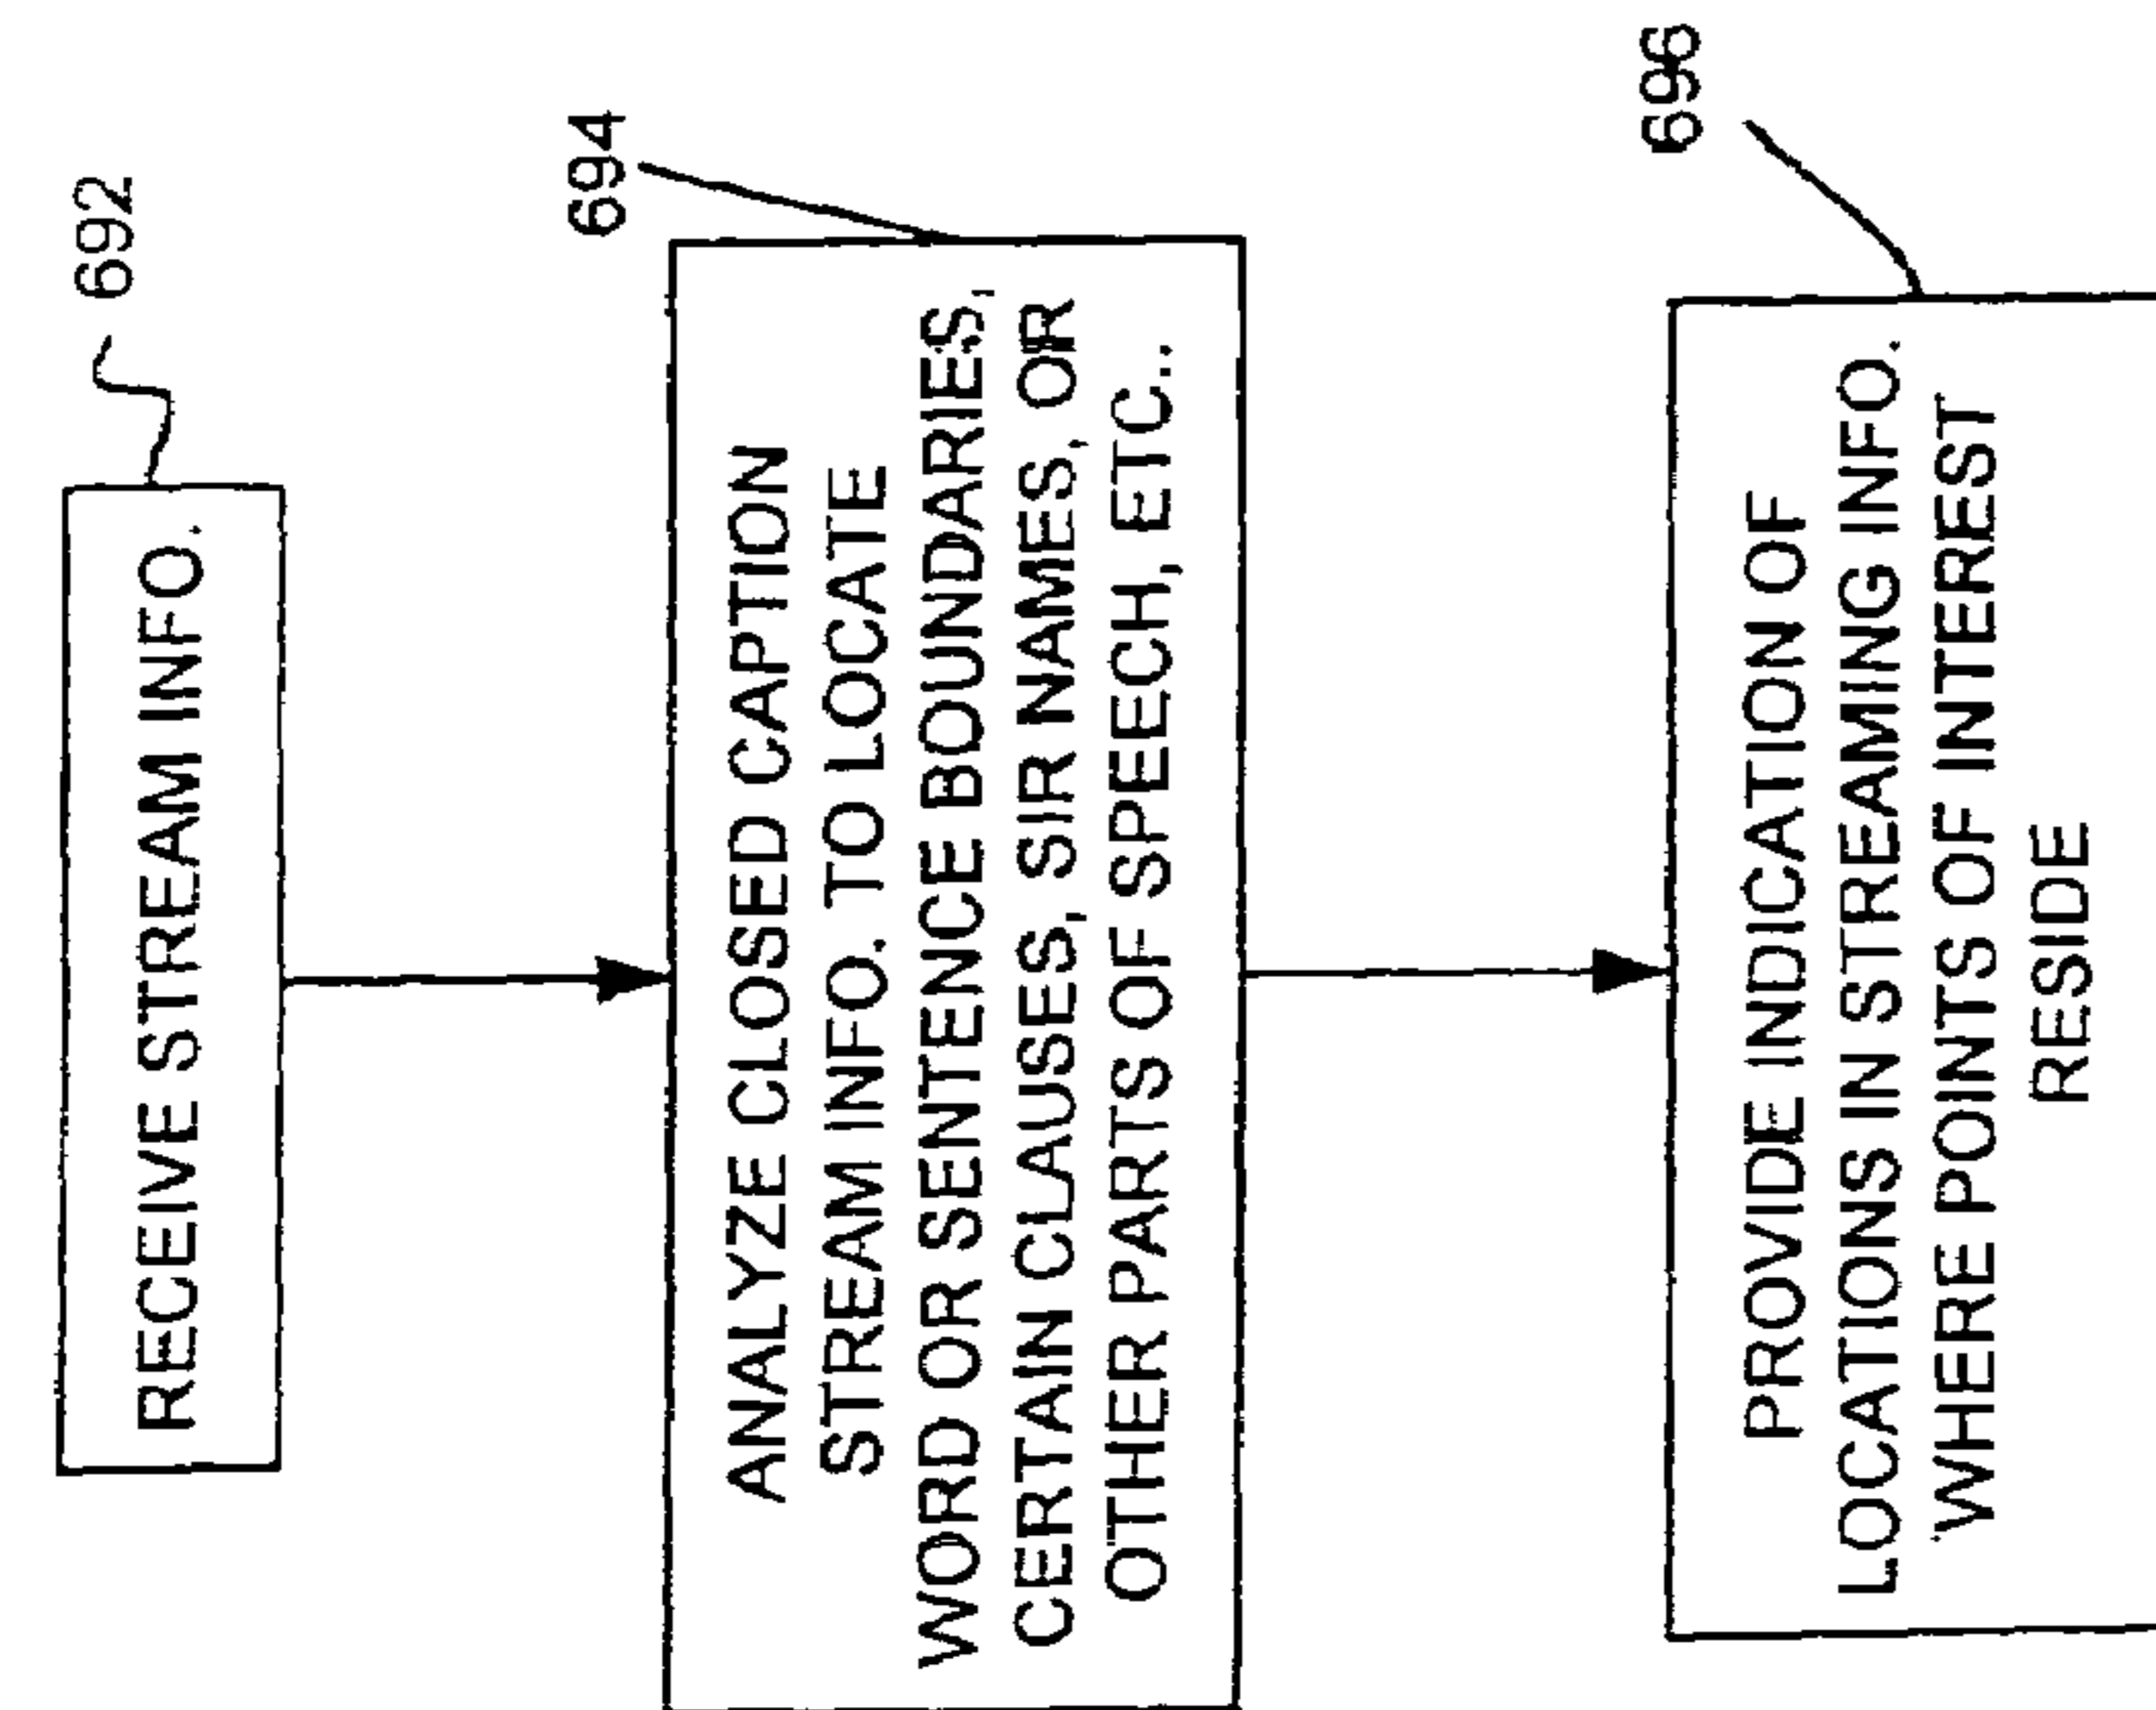 692
RECEIVE STREAM INFO.
694
ANALYZE CLOSED CAPTION
STREAM INFO. TO LOCATE
WORD OR SENTENCE BOUNDARIES,
CERTAIN CLAUSES, SIR NAMES, OR
OTHER PARTS OF SPEECH, ETC..
696
PROVIDE INDICATION OF
LOCATIONS IN STREAMING INFO.
WHERE POINTS OF INTEREST
RESIDE